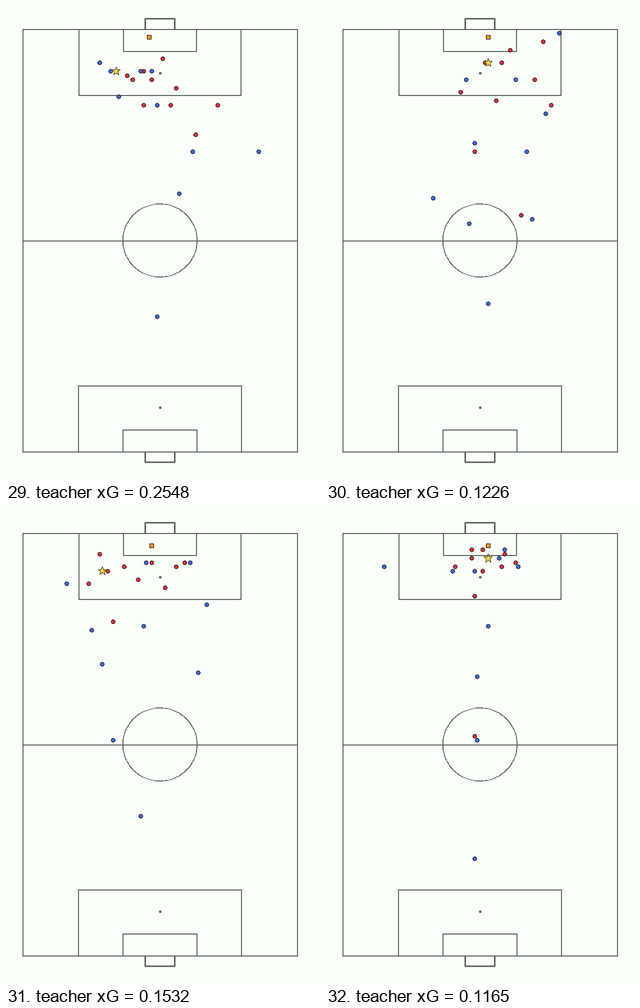 29. teacher xG = 0.2548
30. teacher xG = 0.1226
31. teacher xG = 0.1532
32. teacher xG = 0.1165